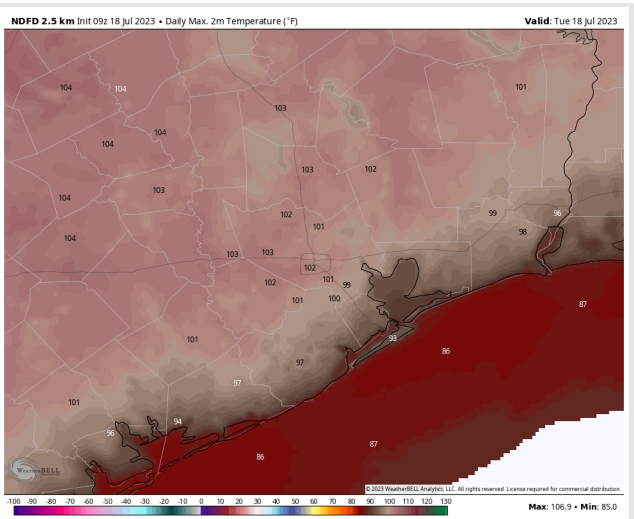 NDFD 2.5 km Init 09z 18 Jul 2023 • Daily Max. 2m Temperature (°F) Valid: Tue 18 Jul 2023
104 104 101
103
104
104
103 102
104 103
102 99 96
101 98
104
103 103
102
102 101 99
101 100 87
101 93
86
97
97
101
94
96
86 87
WEATHERBELL
© 2023 WeatherBELL Analytics, LLC. All rights reserved. License required for commercial distribution.
-100 -90 -80 -70 -60 -50 -40 -30 -20 -10 0 10 20 30 40 50 60 70 80 90 100 110 120 130
Max: 106.9 • Min: 85.0